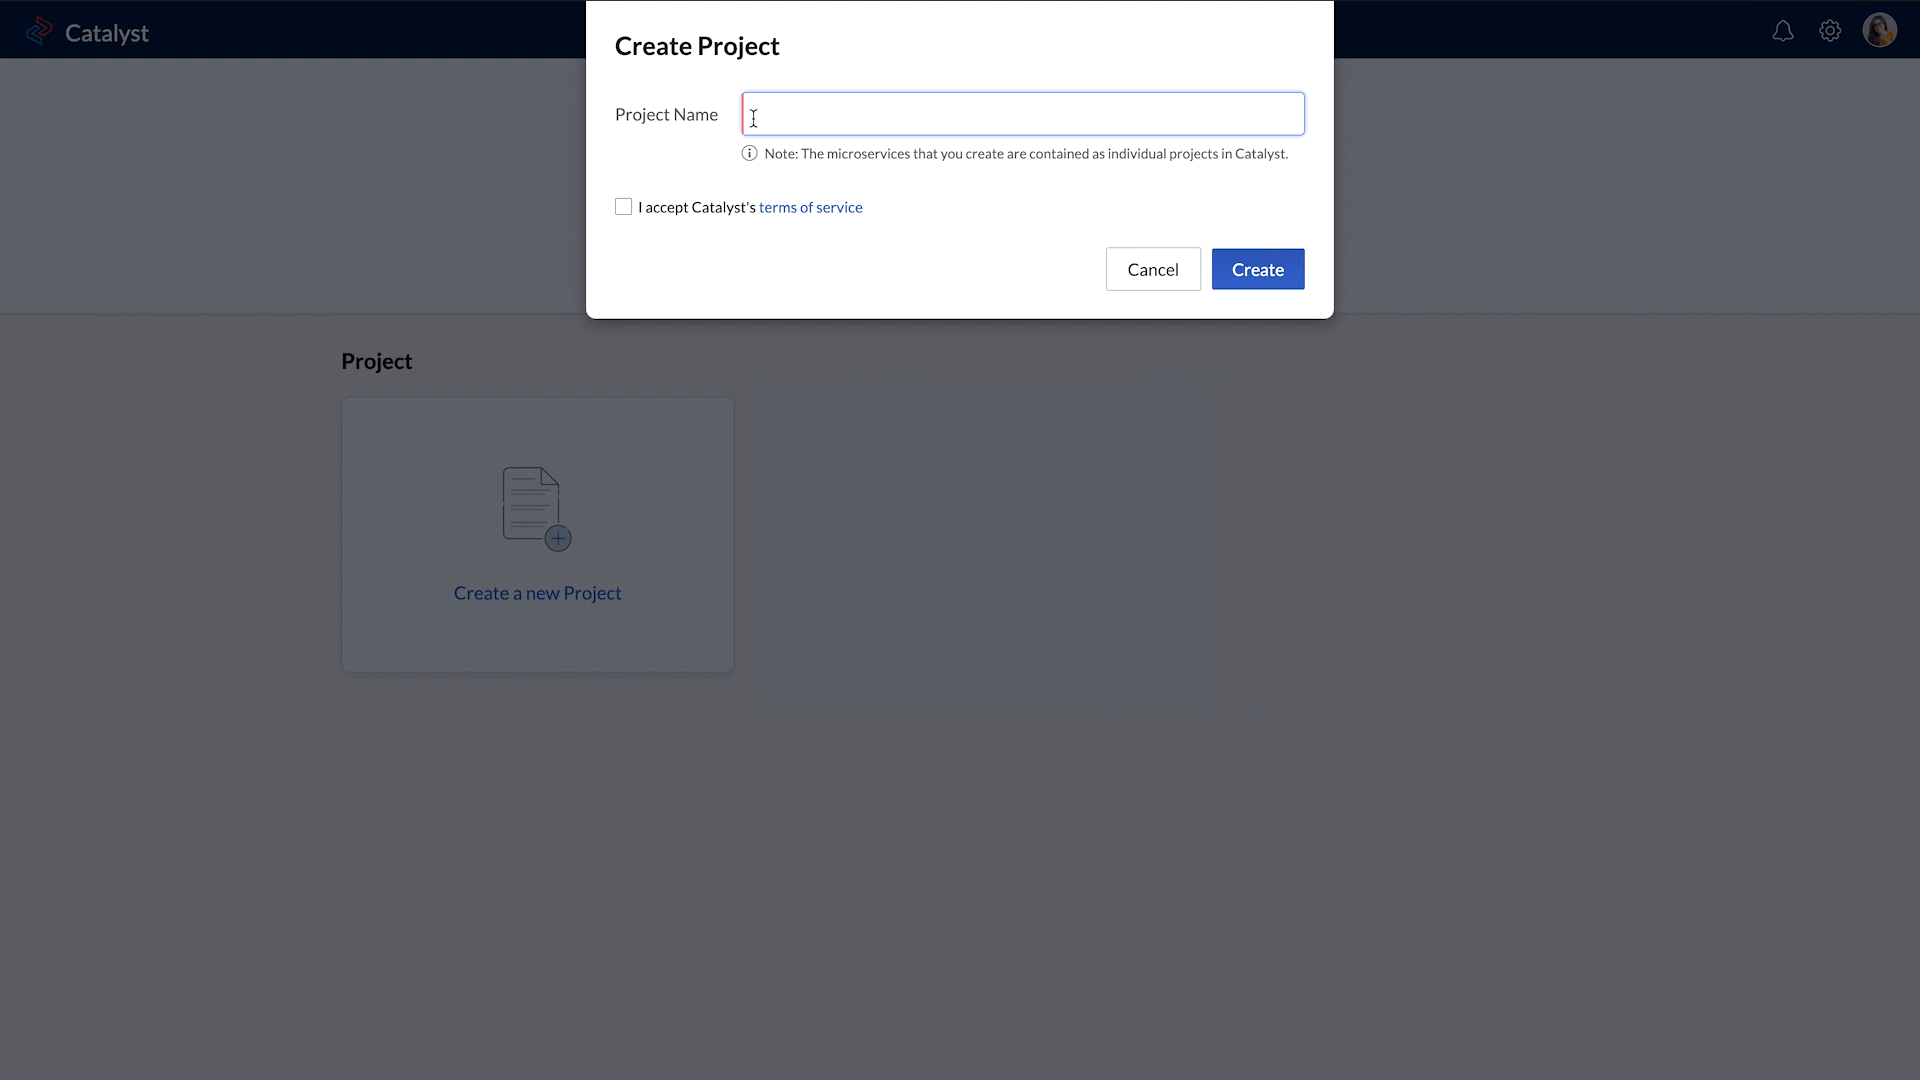 Catalyst
Create Project
Project Name
Note: The microservices that you create are contained as individual projects in Catalyst.
I accept Catalyst's terms of service
Cancel
Create
Project
Create a new Project